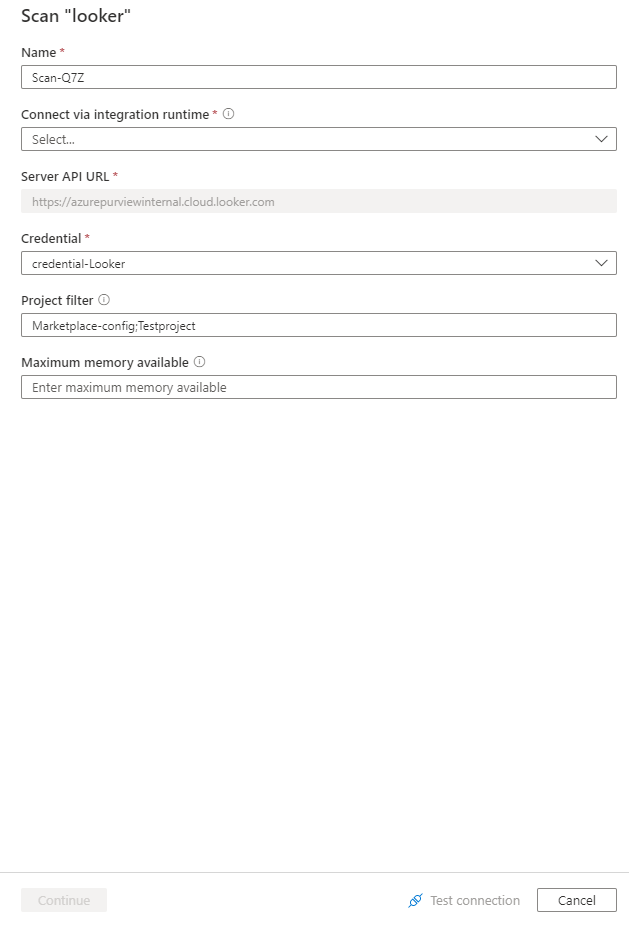 Scan "looker"
Name *
Scan-Q7Z
Connect via integration runtime *
Select...
Server API URL *
https://azurepurviewinternal.cloud.looker.com
Credential *
credential-Looker
Project filter
Marketplace-config;Testproject
Maximum memory available
Enter maximum memory available
Continue
Test connection
Cancel